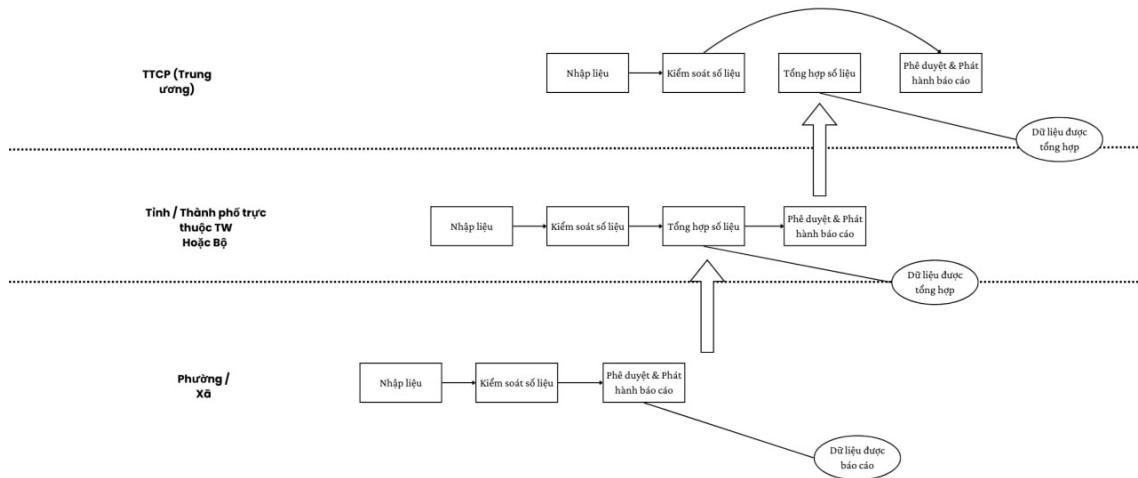 TTCP (Trung
ương)
Nhập liệu
Kiểm soát số liệu
Tổng hợp số liệu
Phê duyệt & Phát
hành báo cáo
Dữ liệu được
tổng hợp
Tỉnh / Thành phố trực
thuộc TW
Hoặc Bộ
Nhập liệu
Kiểm soát số liệu
Tổng hợp số liệu
Phê duyệt & Phát
hành báo cáo
Dữ liệu được
tổng hợp
Phường /
Xã
Nhập liệu
Kiểm soát số liệu
Phê duyệt & Phát
hành báo cáo
Dữ liệu được
báo cáo